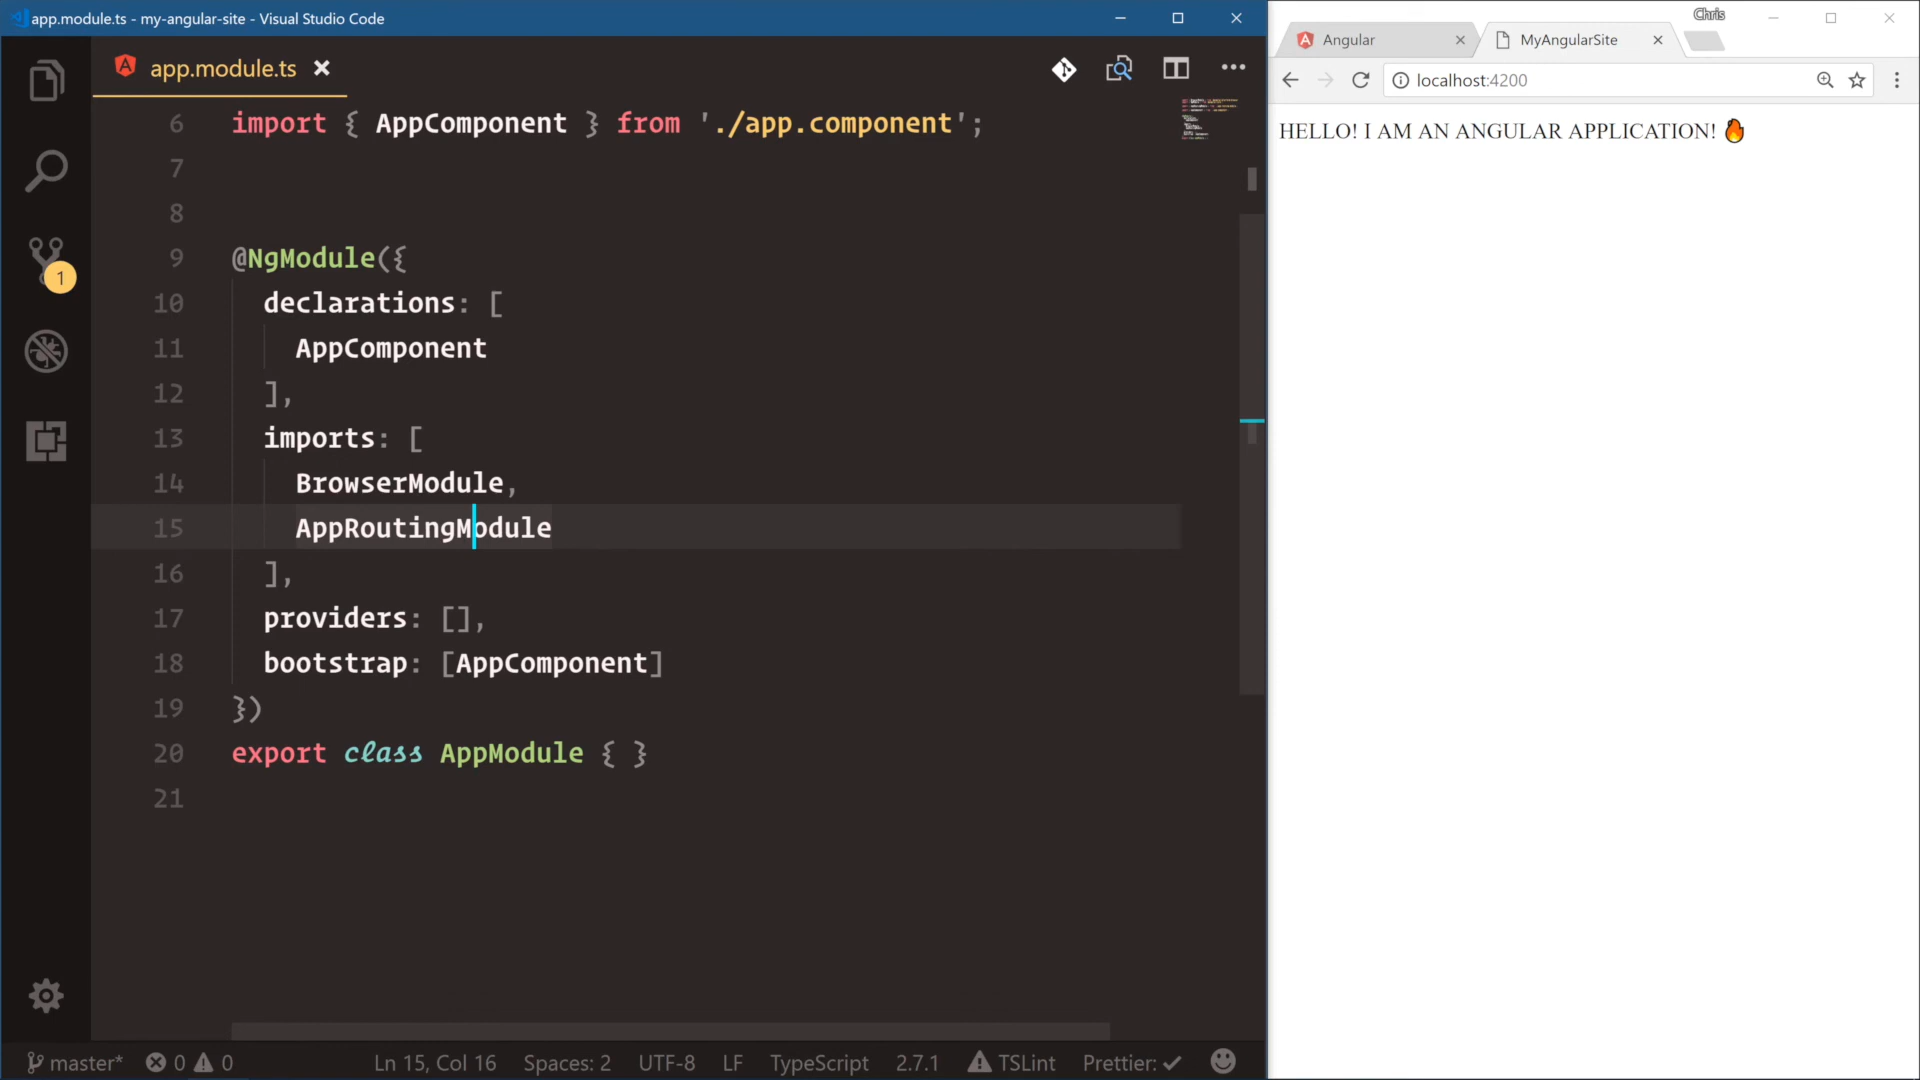 app.module.ts - my-angular-site - Visual Studio Code
app.module.ts
6 import { AppComponent } from './app.component';
7
8
9 @NgModule({
10 declarations: [
11 AppComponent
12 ],
13 imports: [
14 BrowserModule,
15 AppRoutingModule
16 ],
17 providers: [],
18 bootstrap: [AppComponent]
19 })
20 export class AppModule { }
21
1
master* 0 0 Ln 15, Col 16 Spaces: 2 UTF-8 LF TypeScript 2.7.1 TSLint Prettier: ✓
Chris
Angular MyAngularSite
localhost:4200
HELLO! I AM AN ANGULAR APPLICATION! 🔥